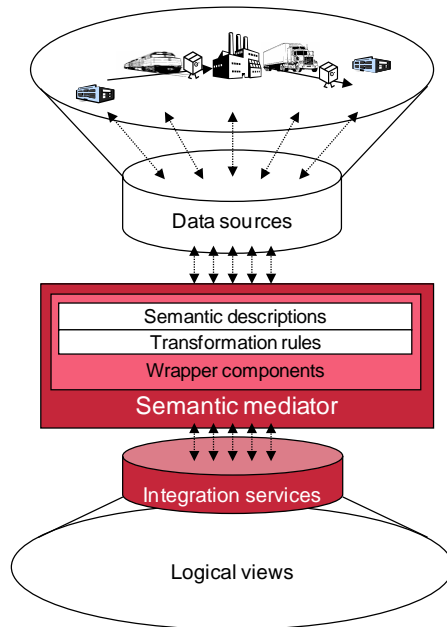 Data sources
Semantic descriptions
Transformation rules
Wrapper components
Semantic mediator
Integration services
Logical views